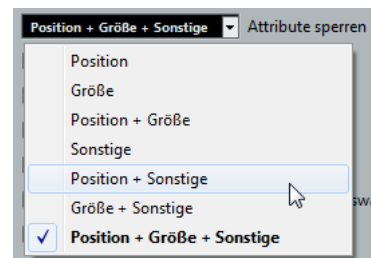 Position + Größe + Sonstige Attribute sperren
Position
Größe
Position + Größe
Sonstige
Position + Sonstige
Größe + Sonstige
Position + Größe + Sonstige